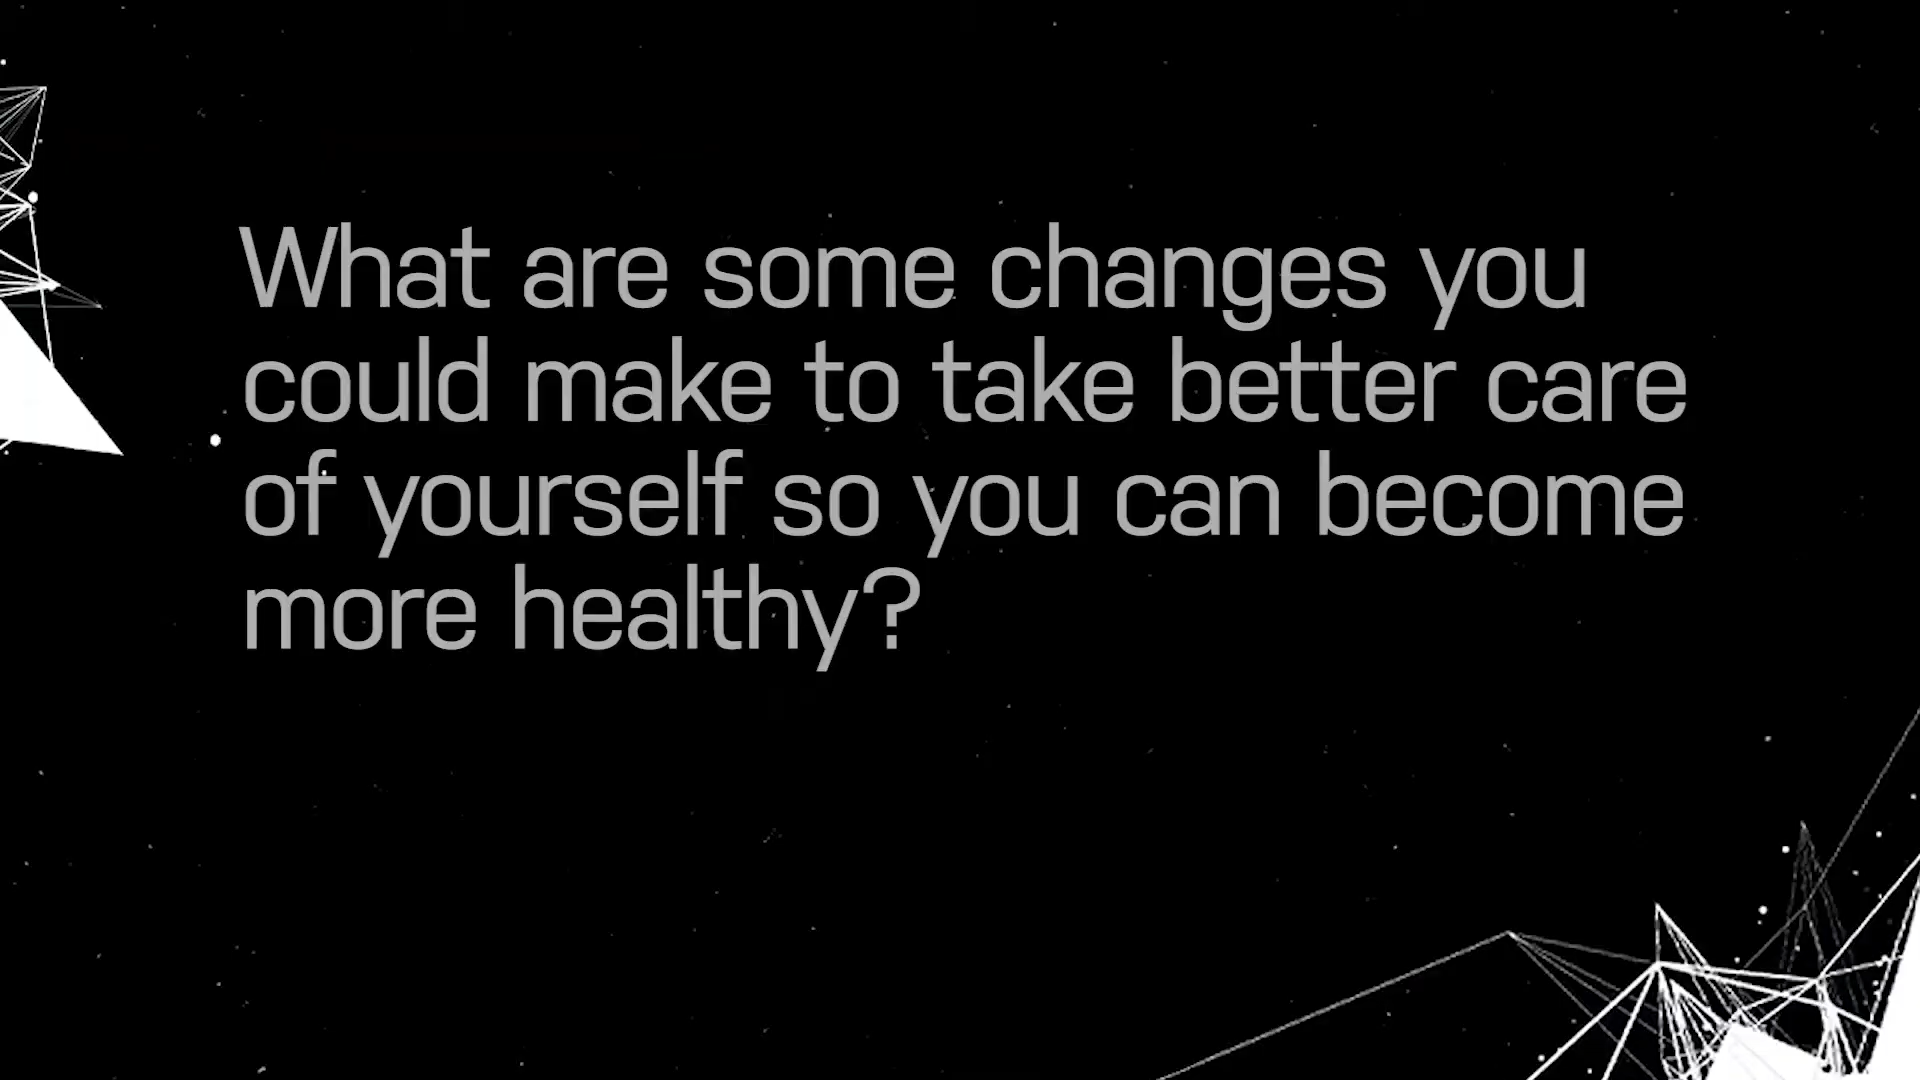 What are some changes you
could make to take better care
of yourself so you can become
more healthy?